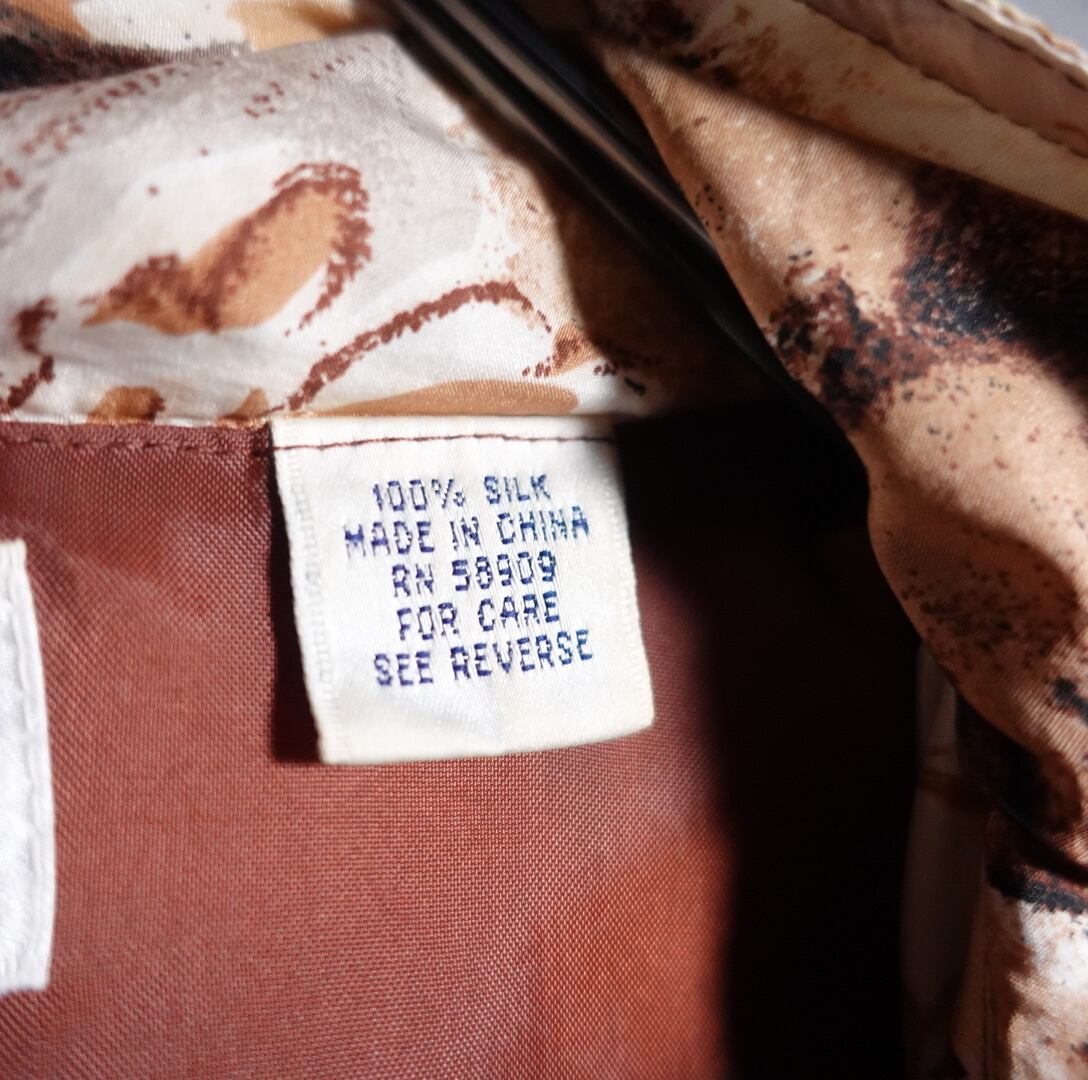 100% SILK
MADE IN CHINA
RN 58909
FOR CARE
SEE REVERSE